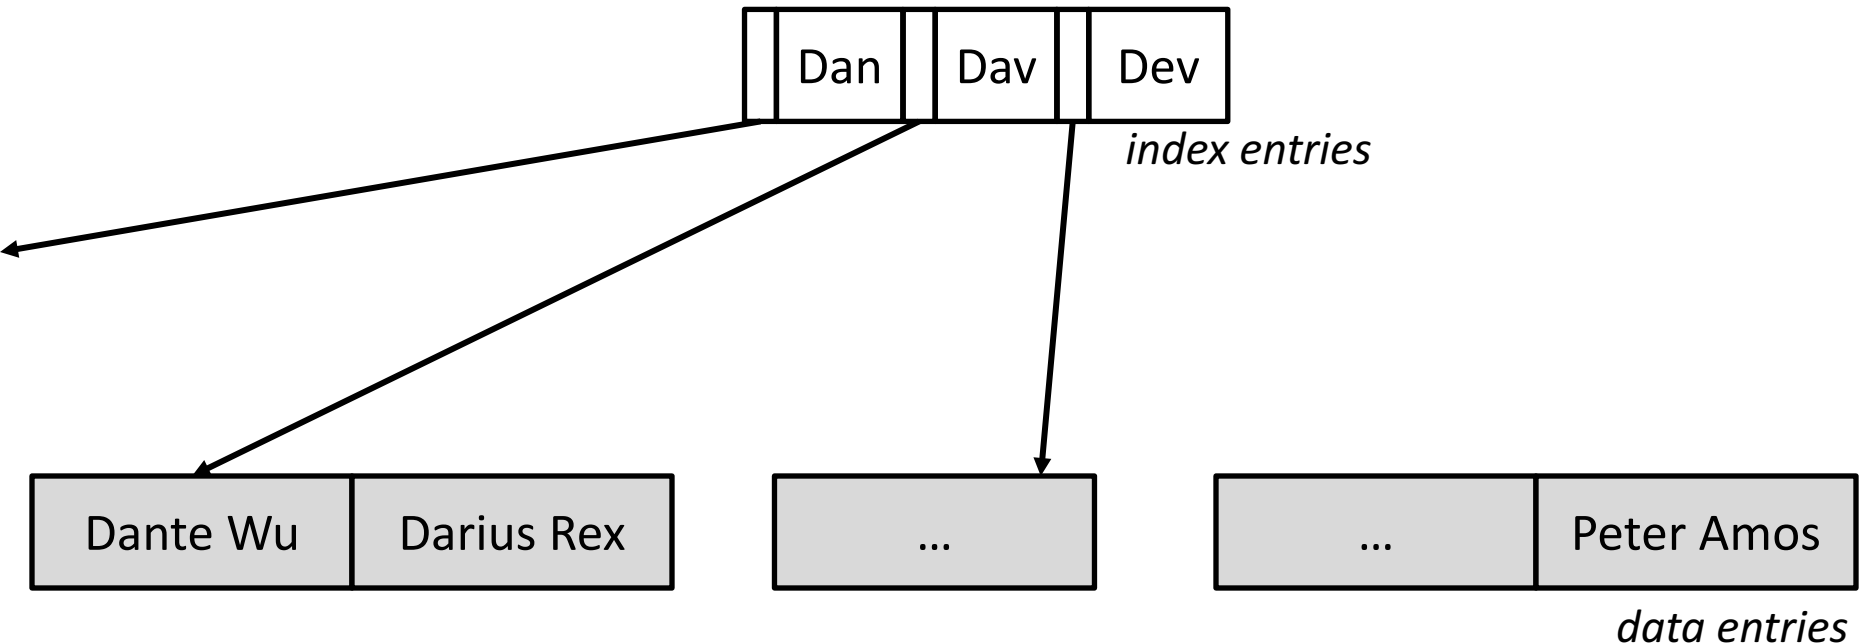 Dan Dav Dev
index entries
Dante Wu Darius Rex ... ... Peter Amos
data entries